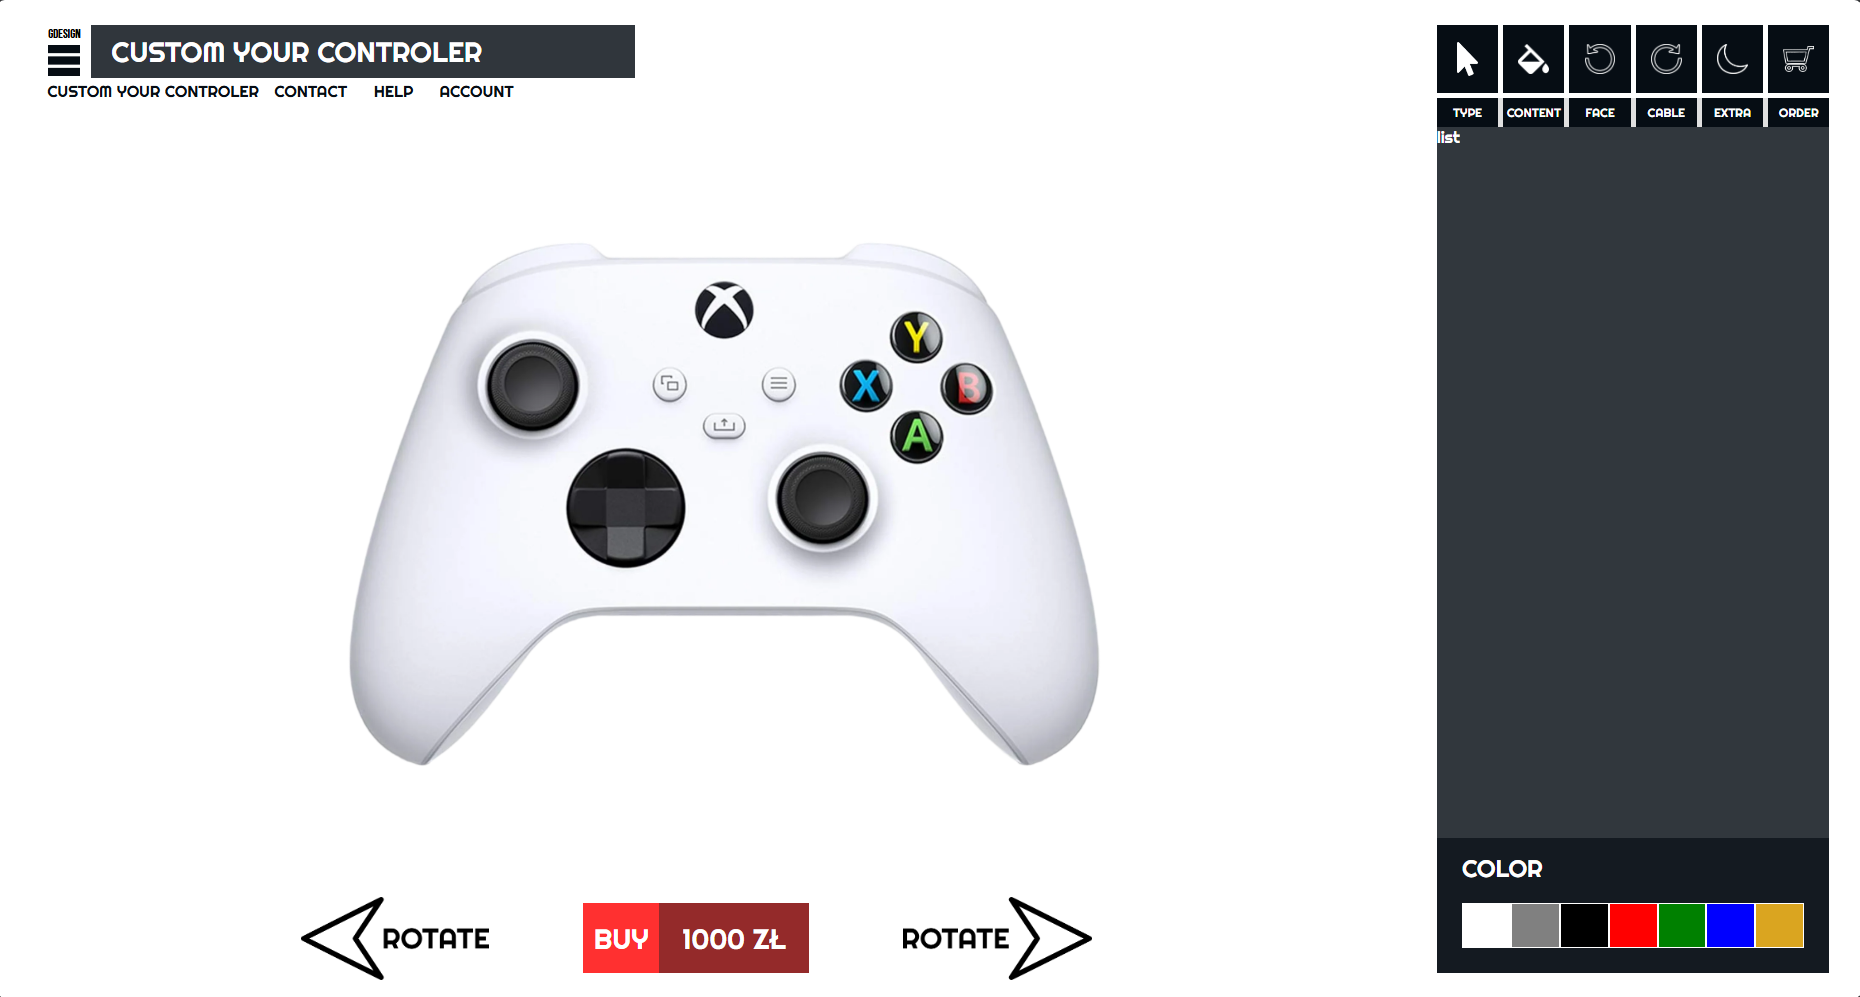 GDESIGN
CUSTOM YOUR CONTROLER
CUSTOM YOUR CONTROLER CONTACT HELP ACCOUNT
TYPE CONTENT FACE CABLE EXTRA ORDER
list
Y
X B
A
COLOR
ROTATE BUY 1000 ZŁ ROTATE